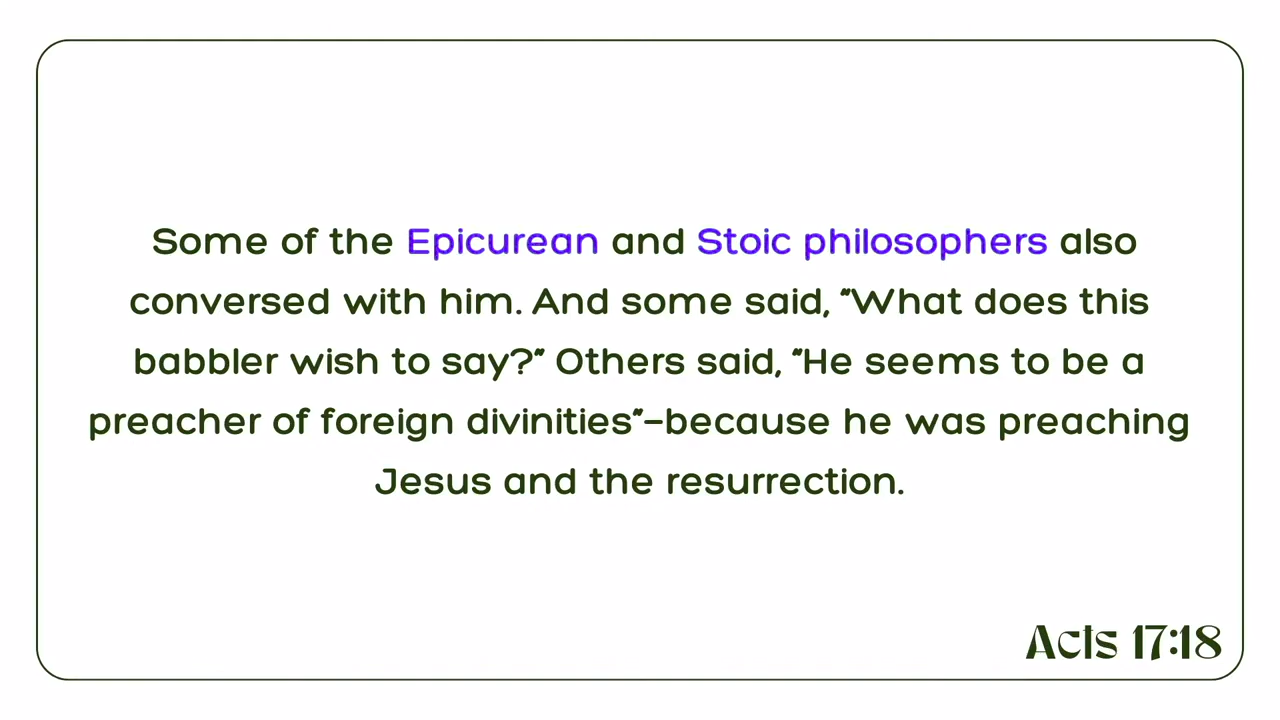 Some of the Epicurean and Stoic philosophers also
conversed with him. And some said, “What does this
babbler wish to say?” Others said, “He seems to be a
preacher of foreign divinities”—because he was preaching
Jesus and the resurrection.
Acts 17:18